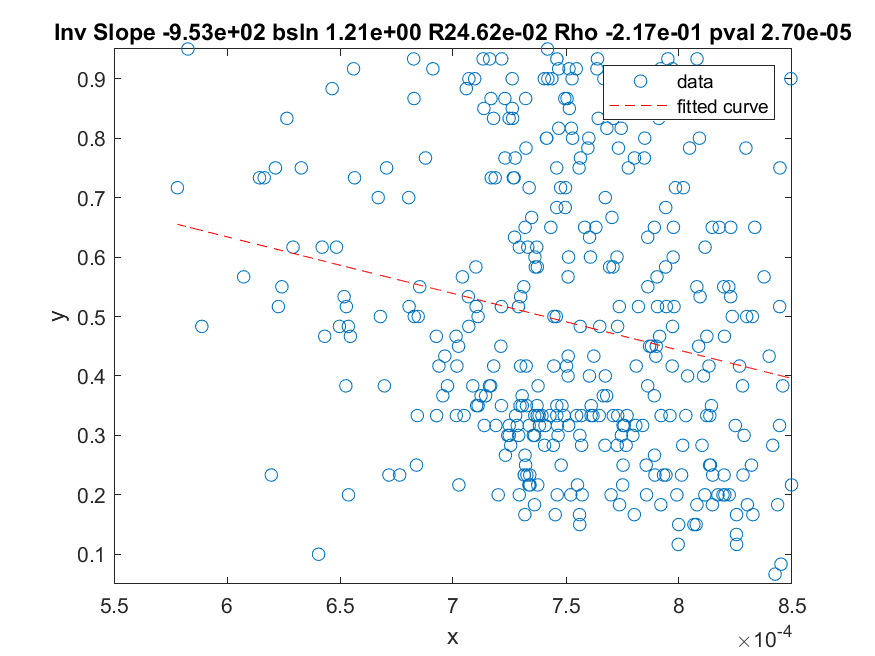 Inv Slope -9.53e+02 bsln 1.21e+00 R24.62e-02 Rho -2.17e-01 pval 2.70e-05
data
fitted curve
0.9
0.8
0.7
0.6
0.5
0.4
0.3
0.2
0.1
y
5.5 6 6.5 7 7.5 8 8.5
x
×10⁻⁴